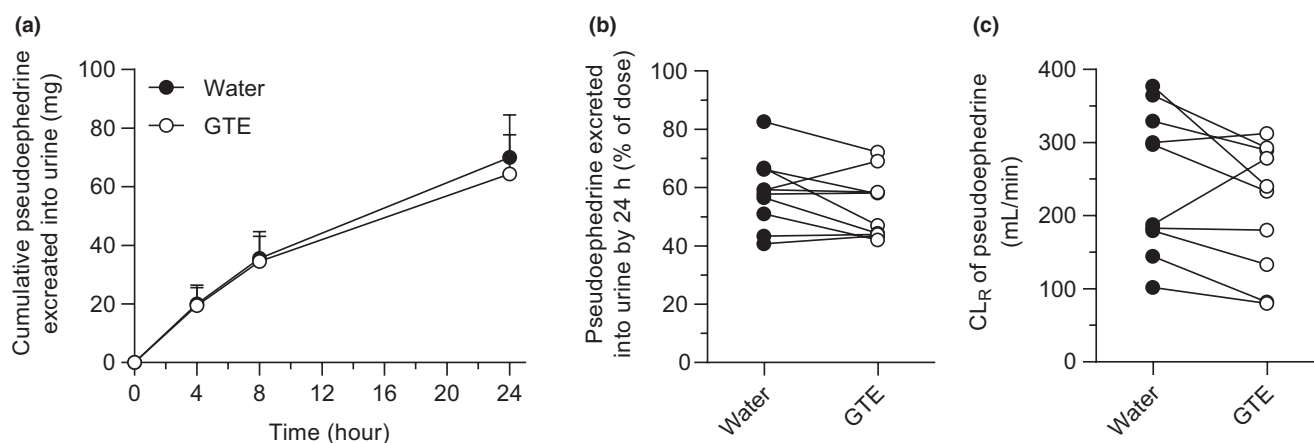 (a)
Cumulative pseudoephedrine
excreated into urine (mg)
100
80
60
40
20
0
Water
GTE
0 4 8 12 16 20 24
Time (hour)
(b)
Pseudoephedrine excreted
into urine by 24 h (% of dose)
100
80
60
40
20
0
Water GTE
(c)
CLR of pseudoephedrine
(mL/min)
400
300
200
100
0
Water GTE